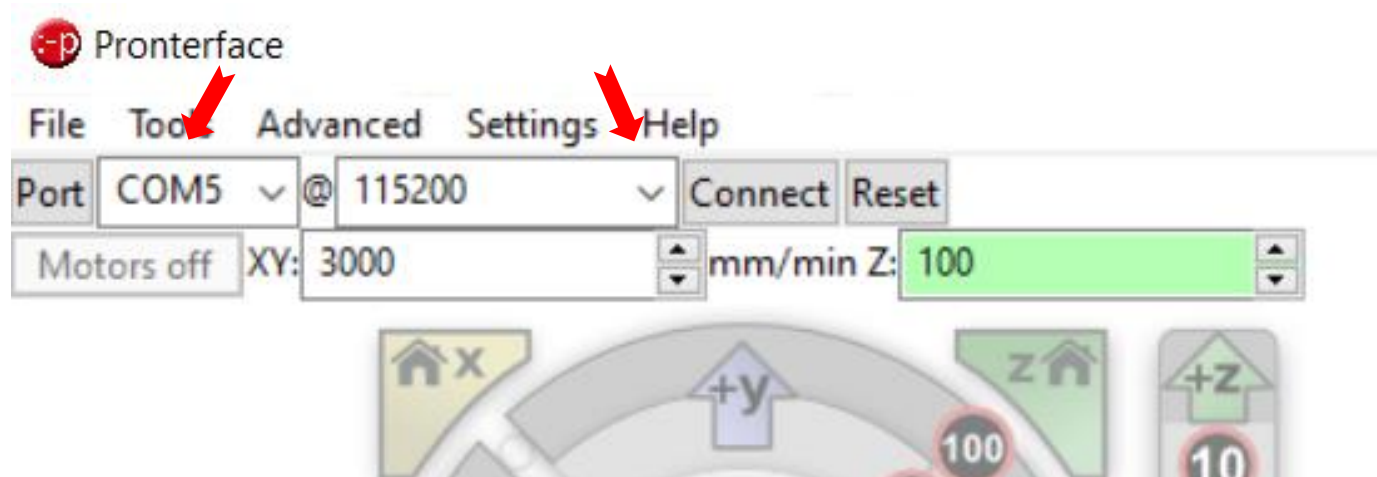 Pronterface
File Tools Advanced Settings Help
Port COM5 @ 115200 Connect Reset
Motors off XY: 3000 mm/min Z: 100
X +y z +z
100
10